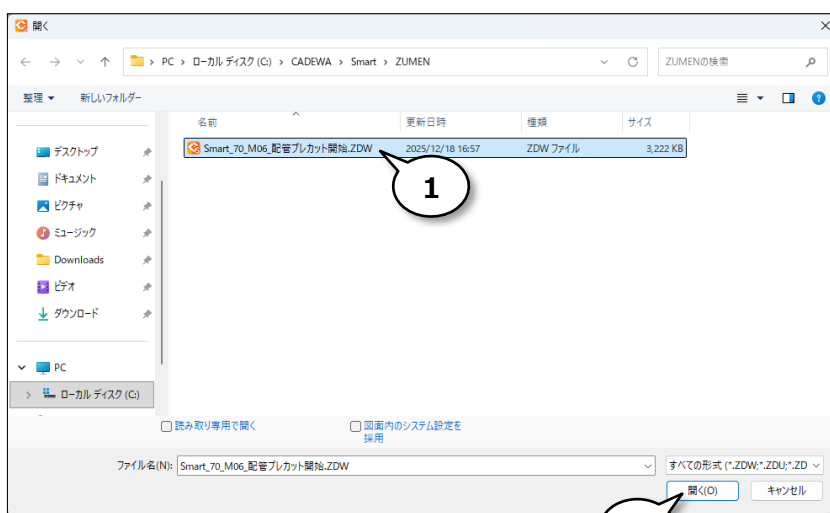 開く
PC › ローカル ディスク (C:) › CADEWA › Smart › ZUMEN
ZUMENの検索
整理 新しいフォルダー
名前 更新日時 種類 サイズ
Smart_70_M06_配管プレカット開始.ZDW 2025/12/18 16:57 ZDW ファイル 3,222 KB
1
デスクトップ
ドキュメント
ピクチャ
ミュージック
Downloads
ビデオ
ダウンロード
PC
ローカル ディスク (C:)
読み取り専用で開く
図面内のシステム設定を
採用
ファイル名(N): Smart_70_M06_配管プレカット開始.ZDW
すべての形式 (*.ZDW;*.ZDU;*.ZD
開く(O) キャンセル